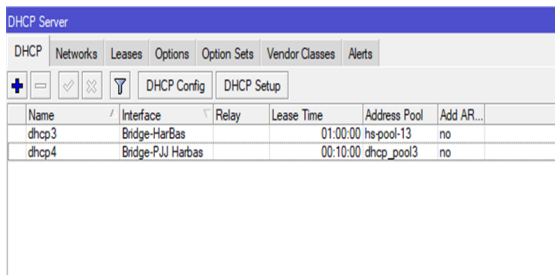 DHCP Server
DHCP Networks Leases Options Option Sets Vendor Classes Alerts
DHCP Config DHCP Setup
Name Interface Relay Lease Time Address Pool Add AR...
dhcp3 Bridge-HarBas 01:00:00 hs-pool-13 no
dhcp4 Bridge-PJJ Harbas 00:10:00 dhcp_pool3 no